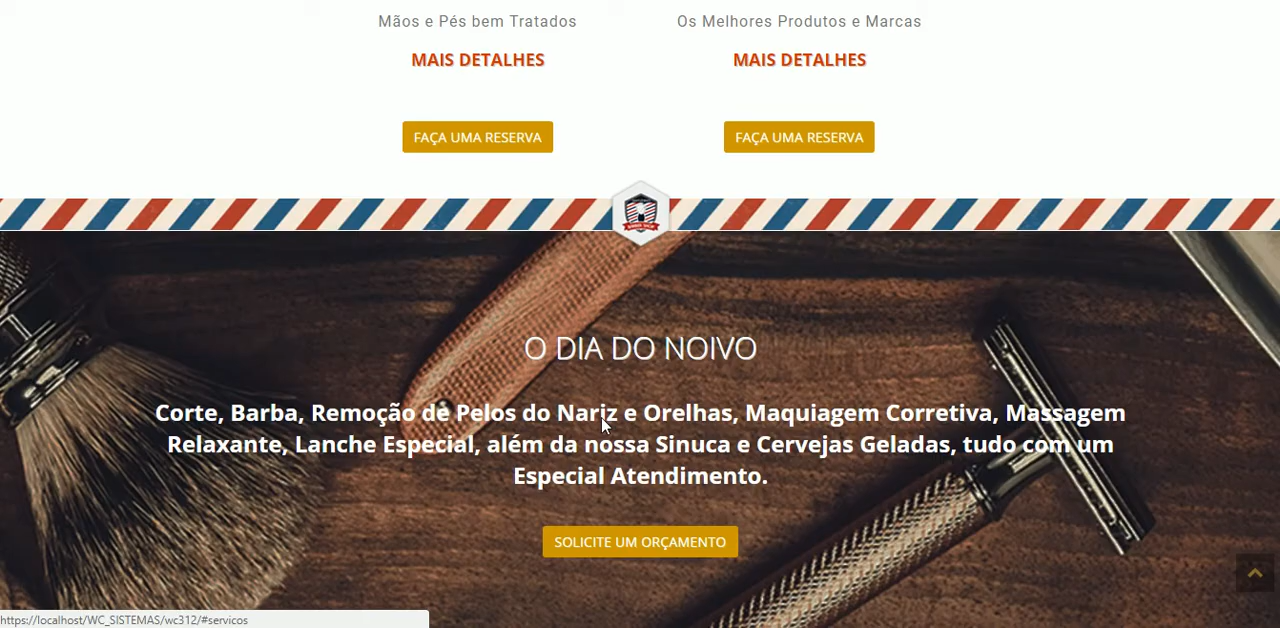 Mãos e Pés bem Tratados
Os Melhores Produtos e Marcas
MAIS DETALHES
MAIS DETALHES
FAÇA UMA RESERVA
FAÇA UMA RESERVA
O DIA DO NOIVO
Corte, Barba, Remoção de Pelos do Nariz e Orelhas, Maquiagem Corretiva, Massagem
Relaxante, Lanche Especial, além da nossa Sinuca e Cervejas Geladas, tudo com um
Especial Atendimento.
SOLICITE UM ORÇAMENTO
https://localhost/WC_SISTEMAS/wc312/#servicos